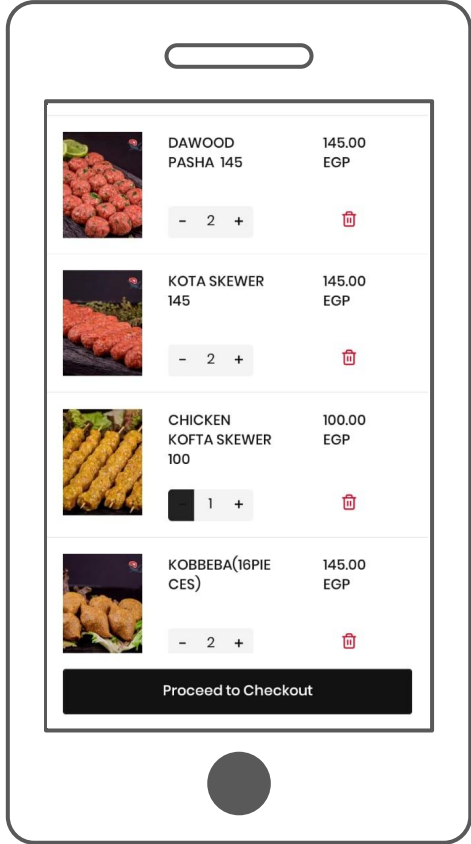 DAWOOD
PASHA 145
145.00
EGP
- 2 +
KOTA SKEWER
145
145.00
EGP
- 2 +
CHICKEN
KOFTA SKEWER
100
100.00
EGP
- 1 +
KOBBEBA(16PIE
CES)
145.00
EGP
- 2 +
Proceed to Checkout